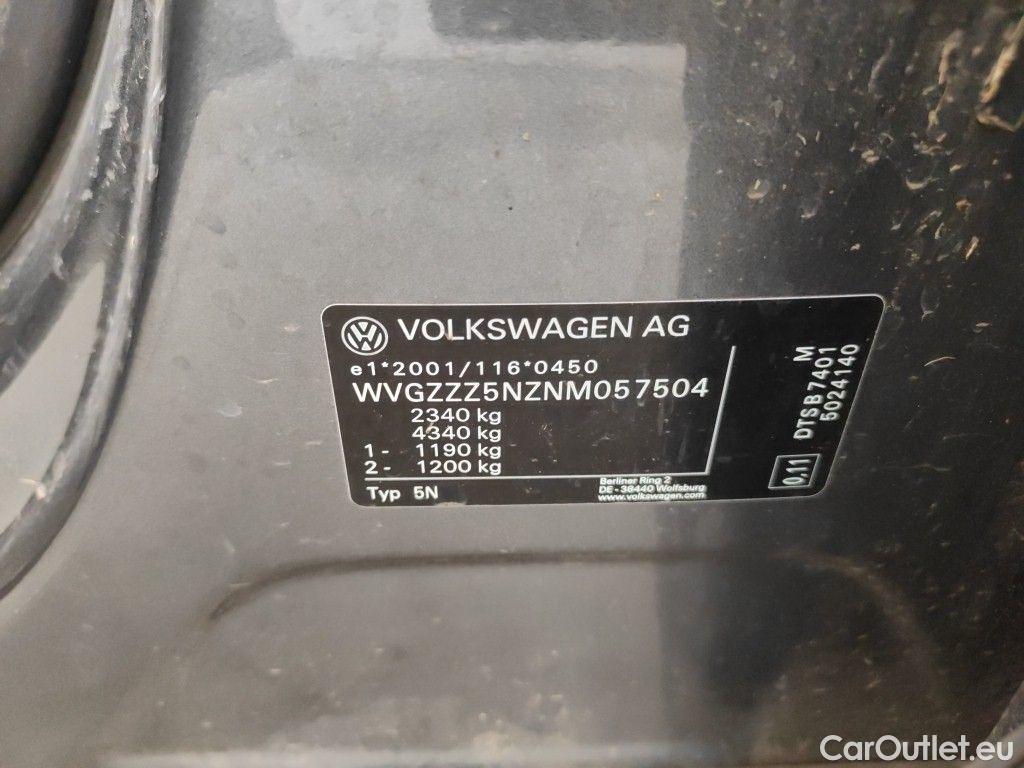 VOLKSWAGEN AG
e1*2001/116*0450
WVGZZZ5NZNM057504
2340 kg
4340 kg
1- 1190 kg
2- 1200 kg
Typ 5N
Berliner Ring 2
DE - 38440 Wolfsburg
www.volkswagen.com
0,11
DTSB7401 M
5024140
CarOutlet.eu